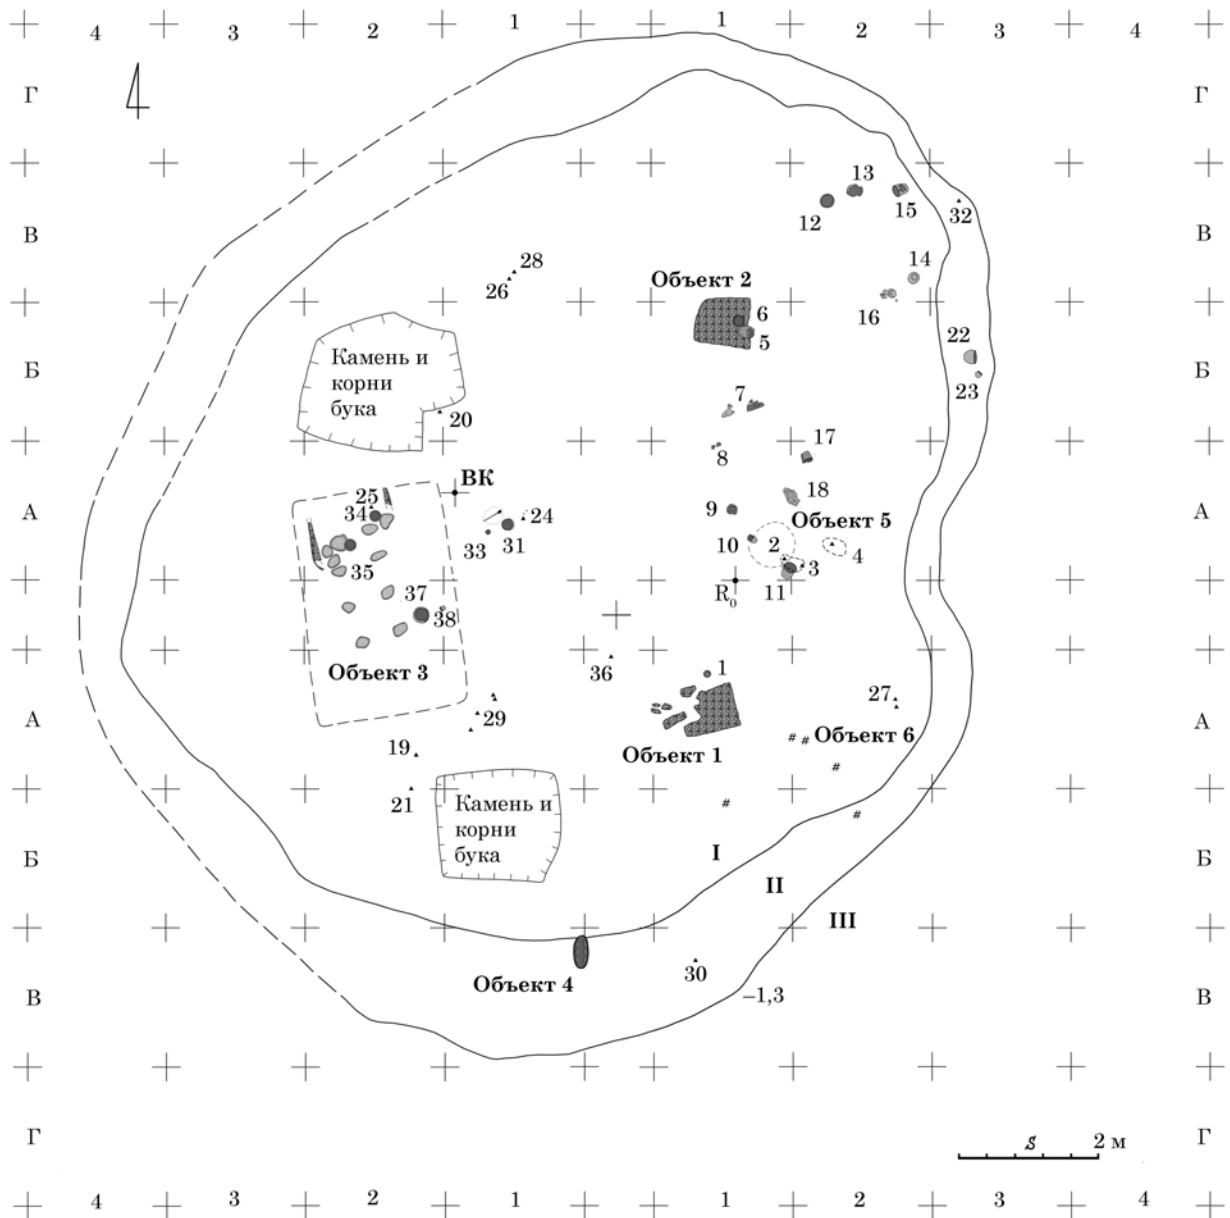 4 3 2 1 1 2 3 4
Г Г
13
12 15 32
В В
28
26
14
Объект 2
16
6
5
22
Камень и
корни
бука
Б Б
23
7
20
17
8
ВК
18
25
34
А А
24
9
Объект 5
31
33
10 2
4
3
35
R₀ 11
37
38
36
1
Объект 3
27
29
А А
19
Объект 6
Объект 1
21
Камень и
корни
бука
Б Б
I
II
III
30
Объект 4
В В
–1,3
Г Г
2 м
4 3 2 1 1 2 3 4